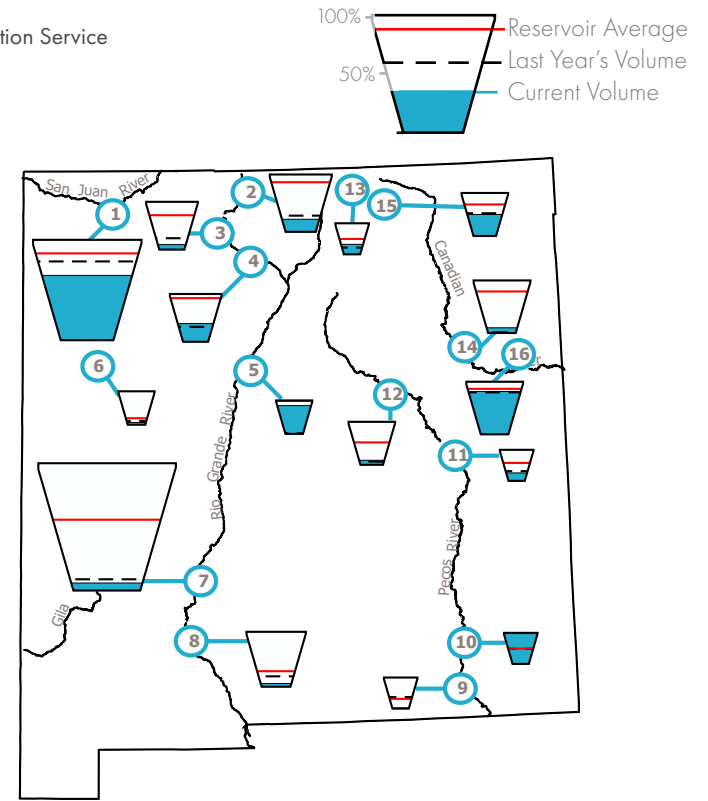 tion Service
100%
Reservoir Average
Last Year's Volume
50%
Current Volume
San Juan River
1
2
3
4
13
15
Canadian
14
16
er
6
5
12
Rio Grande River
11
Pecos River
7
Gila
8
10
9